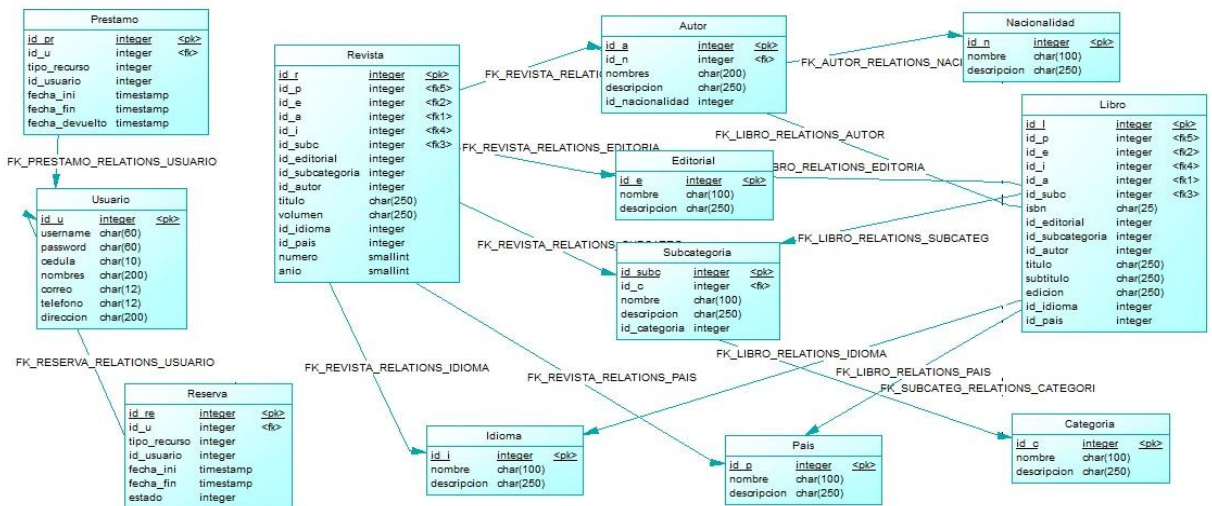 Prestamo
id_pr integer <pk>
id_u integer <fk>
tipo_recurso integer
id_usuario integer
fecha_ini timestamp
fecha_fin timestamp
fecha_devuelto timestamp
FK_PRESTAMO_RELATIONS_USUARIO
Usuario
id_u integer <pk>
username char(60)
password char(60)
cedula char(10)
nombres char(200)
correo char(12)
telefono char(12)
direccion char(200)
FK_RESERVA_RELATIONS_USUARIO
Reserva
id_re integer <pk>
id_u integer <fk>
tipo_recurso integer
id_usuario integer
fecha_ini timestamp
fecha_fin timestamp
estado integer
Revista
id_r integer <pk>
id_p integer <fk5>
id_e integer <fk2>
id_a integer <fk1>
id_i integer <fk4>
id_subc integer <fk3>
id_editorial integer
id_subcategoria integer
id_autor integer
titulo char(250)
volumen char(250)
id_idioma integer
id_pais integer
numero smallint
anio smallint
FK_REVISTA_RELATI
FK_REVISTA_RELATIONS_EDITORIA
FK_REVISTA_RELATIONS_SUBCATEG
FK_REVISTA_RELATIONS_IDIOMA
FK_REVISTA_RELATIONS_PAIS
Autor
id_a integer <pk>
id_n integer <fk>
nombres char(200)
descripcion char(250)
id_nacionalidad integer
FK_AUTOR_RELATIONS_NACI
Nacionalidad
id_n integer <pk>
nombre char(100)
descripcion char(250)
FK_LIBRO_RELATIONS_AUTOR
Editorial
id_e integer <pk>
nombre char(100)
descripcion char(250)
BRO_RELATIONS_EDITORIA
Subcategoria
id_subc integer <pk>
id_c integer <fk>
nombre char(100)
descripcion char(250)
id_categoria integer
FK_LIBRO_RELATIONS_SUBCATEG
Libro
id_l integer <pk>
id_p integer <fk5>
id_e integer <fk2>
id_i integer <fk4>
id_a integer <fk1>
id_subc integer <fk3>
isbn char(25)
id_editorial integer
id_subcategoria integer
id_autor integer
titulo char(250)
subtitulo char(250)
edicion char(250)
id_idioma integer
id_pais integer
FK_LIBRO_RELATIONS_IDIOMA
FK_LIBRO_RELATIONS_PAIS
FK_SUBCATEG_RELATIONS_CATEGORI
Idioma
id_i integer <pk>
nombre char(100)
descripcion char(250)
Pais
id_p integer <pk>
nombre char(100)
descripcion char(250)
Categoria
id_c integer <pk>
nombre char(100)
descripcion char(250)